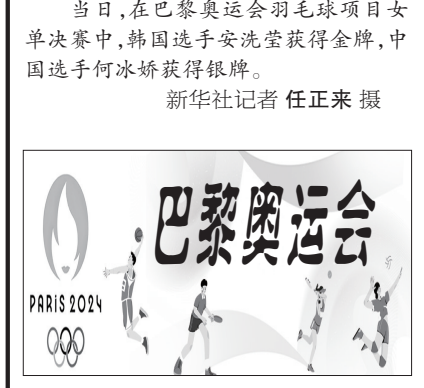 当日，在巴黎奥运会羽毛球项目女
单决赛中，韩国选手安洗莹获得金牌，中
国选手何冰娇获得银牌。
新华社记者 任正来 摄
巴黎奥运会
PARIS 2024